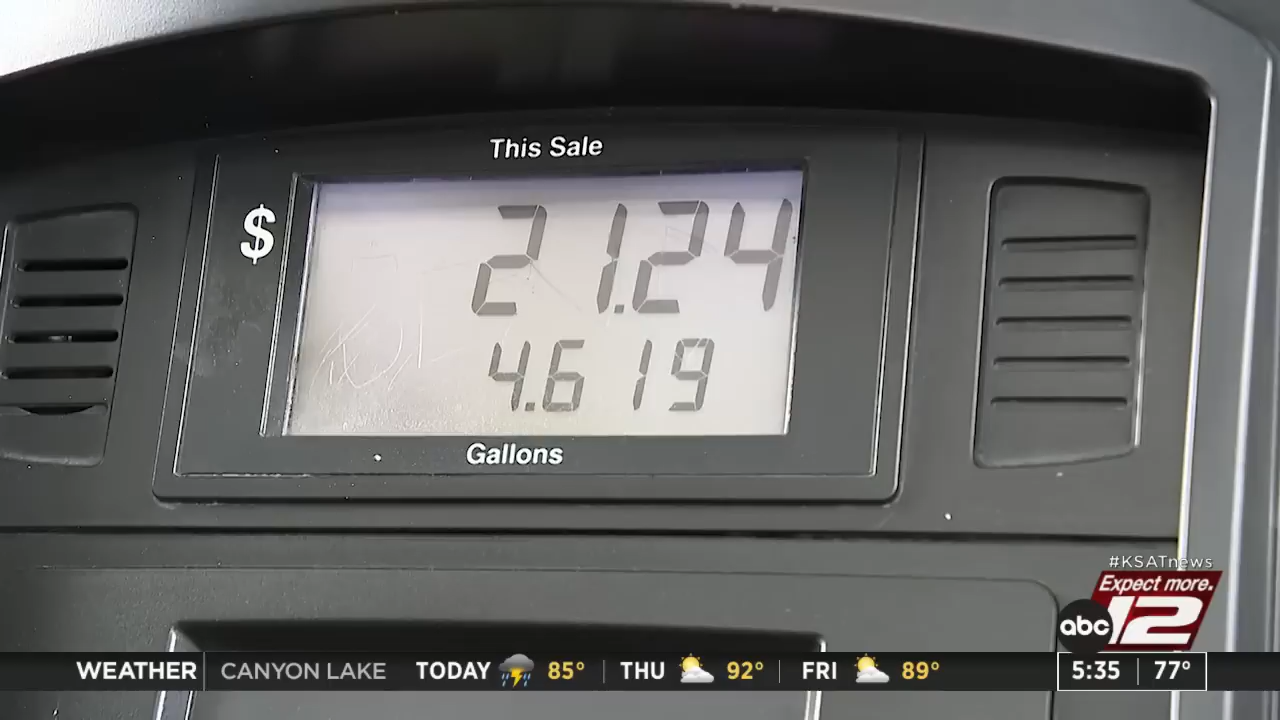 This Sale
$ 21.24
4.619
Gallons
#KSATnews
Expect more.
abc 12
WEATHER CANYON LAKE TODAY 85° THU 92° FRI 89° 5:35 77°